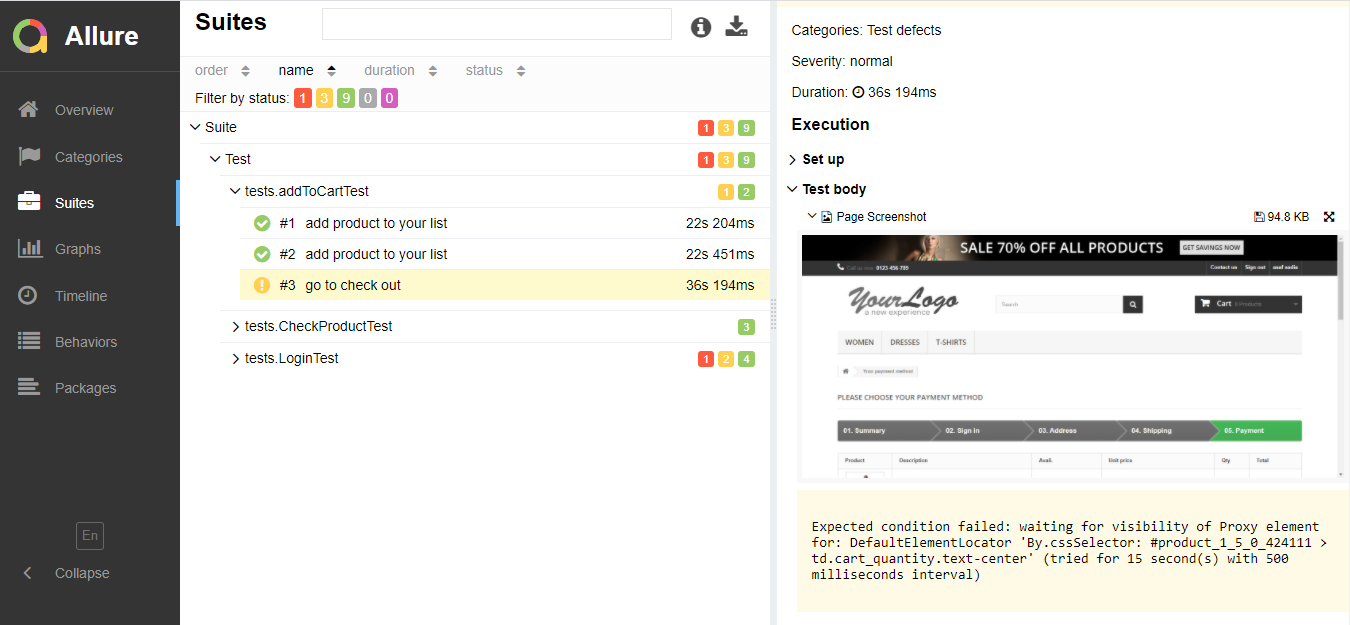 Allure
Overview
Categories
Suites
Graphs
Timeline
Behaviors
Packages
En
Collapse
Suites
order name duration status
Filter by status: 1 3 9 0 0
Suite 1 3 9
Test 1 3 9
tests.addToCartTest 1 2
#1 add product to your list 22s 204ms
#2 add product to your list 22s 451ms
#3 go to check out 36s 194ms
tests.CheckProductTest 3
tests.LoginTest 1 2 4
Categories: Test defects
Severity: normal
Duration: 36s 194ms
Execution
Set up
Test body
Page Screenshot 94.8 KB
SALE 70% OFF ALL PRODUCTS GET SAVINGS NOW
Call us now: 0123-456-789 Contact us Sign out
YourLogo
a new experience
Search
Cart 0 Products
WOMEN DRESSES T-SHIRTS
Your payment method
PLEASE CHOOSE YOUR PAYMENT METHOD
01. Summary 02. Sign in 03. Address 04. Shipping 05. Payment
Product Description Avail. Unit price Qty Total
Expected condition failed: waiting for visibility of Proxy element
for: DefaultElementLocator 'By.cssSelector: #product_1_5_0_424111 >
td.cart_quantity.text-center' (tried for 15 second(s) with 500
milliseconds interval)